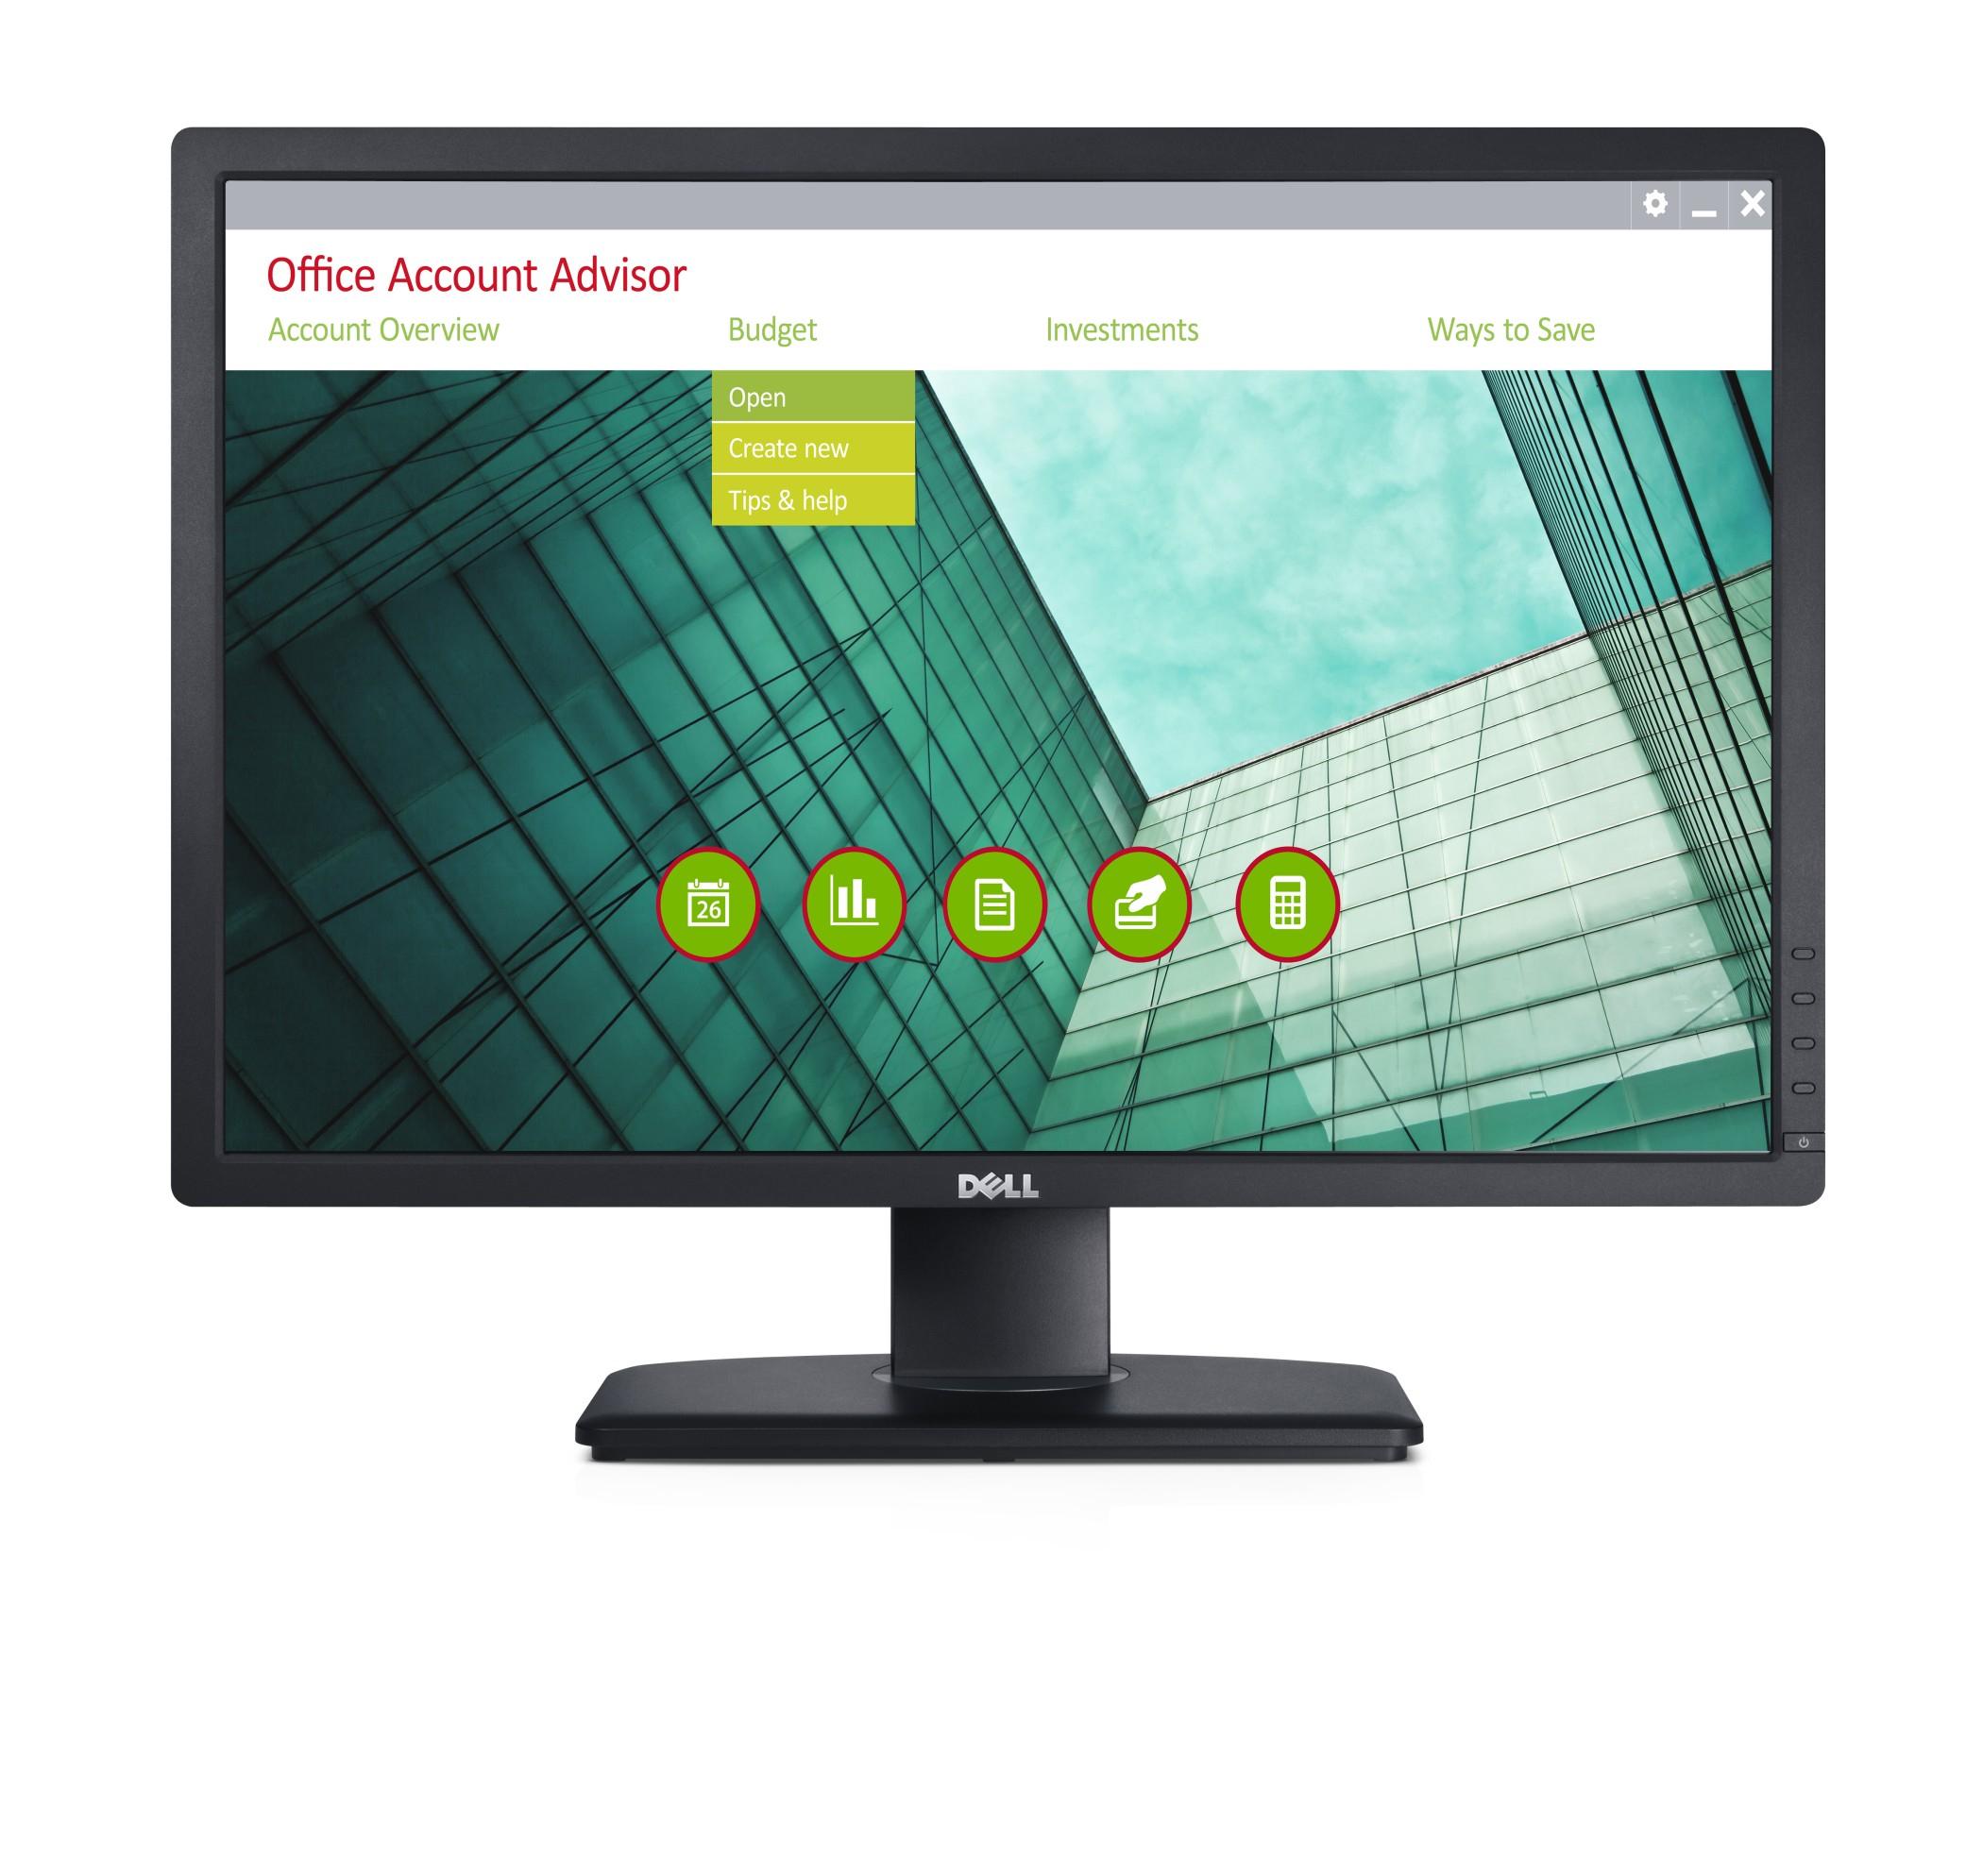 Office Account Advisor
Account Overview Budget Investments Ways to Save
Open
Create new
Tips & help
26
DELL